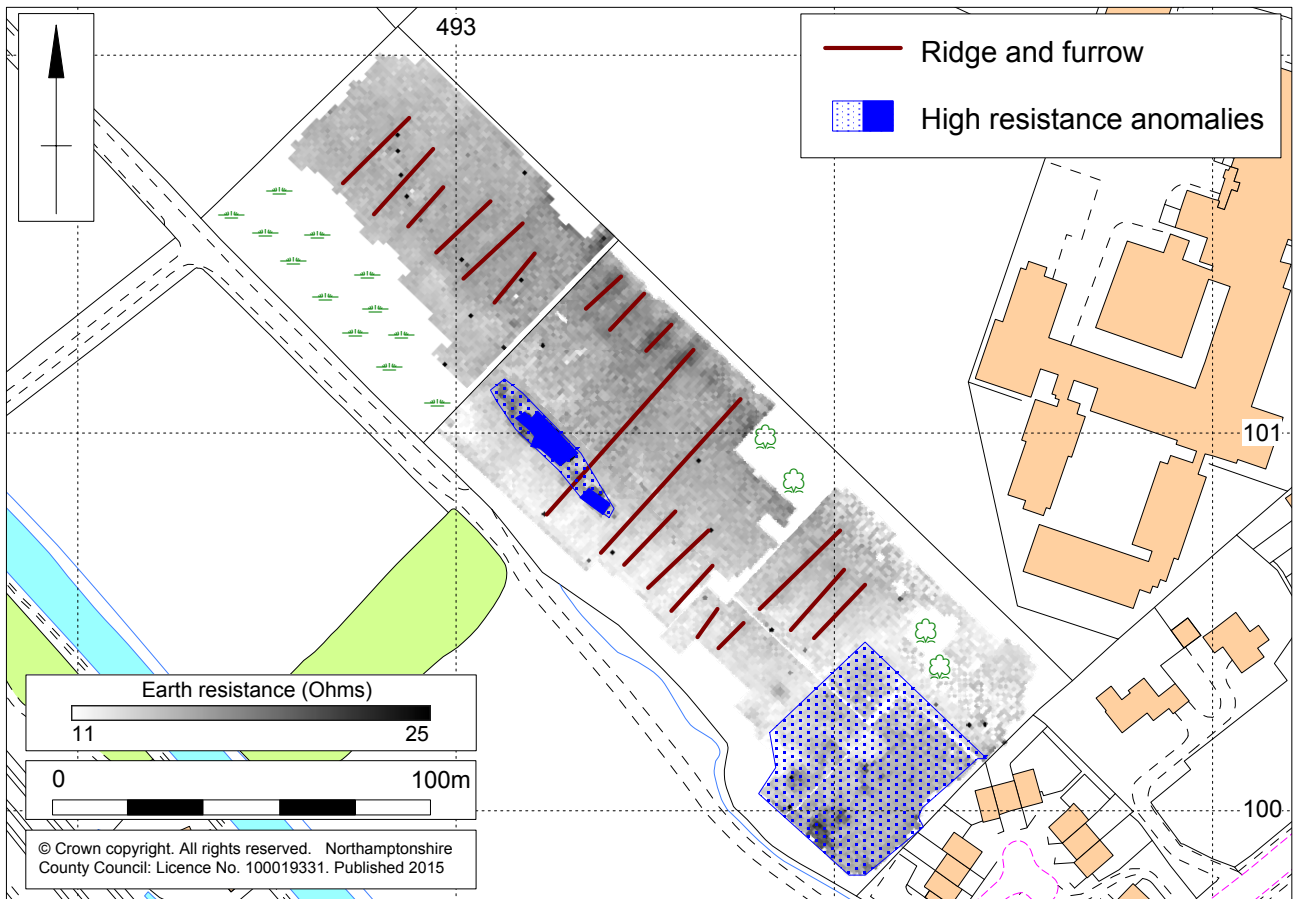 493
Ridge and furrow
High resistance anomalies
101
Earth resistance (Ohms)
11 25
0 100m
100
© Crown copyright. All rights reserved. Northamptonshire
County Council: Licence No. 100019331. Published 2015